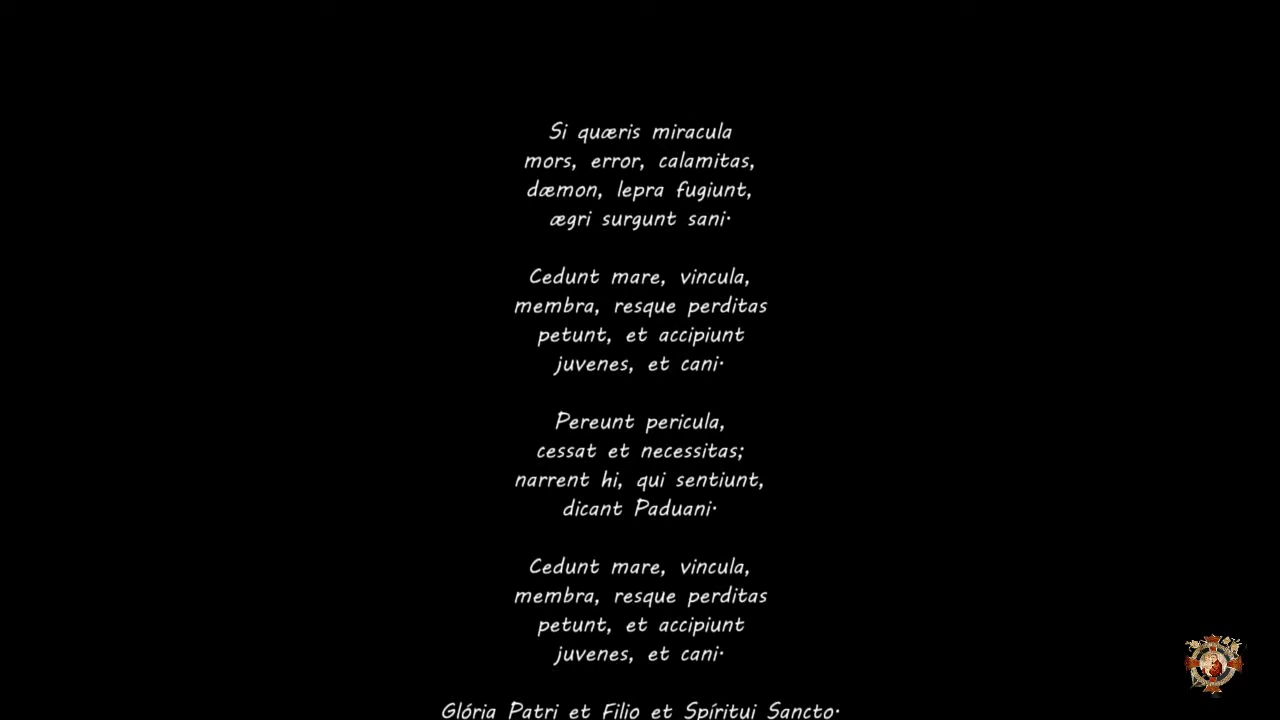 Si quæris miracula
mors, error, calamitas,
dæmon, lepra fugiunt,
ægri surgunt sani·
Cedunt mare, vincula,
membra, resque perditas
petunt, et accipiunt
juvenes, et cani·
Pereunt pericula,
cessat et necessitas;
narrent hi, qui sentiunt,
dicant Paduani·
Cedunt mare, vincula,
membra, resque perditas
petunt, et accipiunt
juvenes, et cani·
Glória Patri et Filio et Spíritui Sancto·